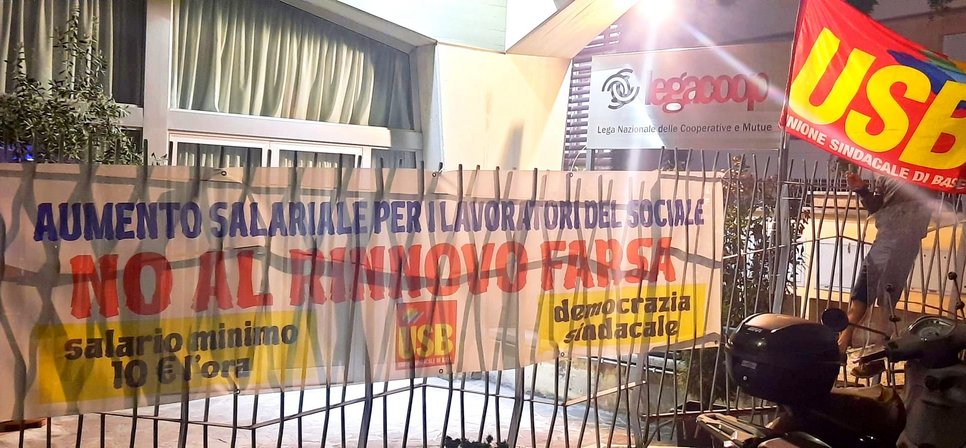 legacoop
Lega Nazionale delle Cooperative e Mutue
USB
UNIONE SINDACALE DI BASE
AUMENTO SALARIALE PER I LAVORATORI DEL SOCIALE
NO AL RINNOVO FARSA
salario minimo
10 € l'ora
USB
democrazia
sindacale